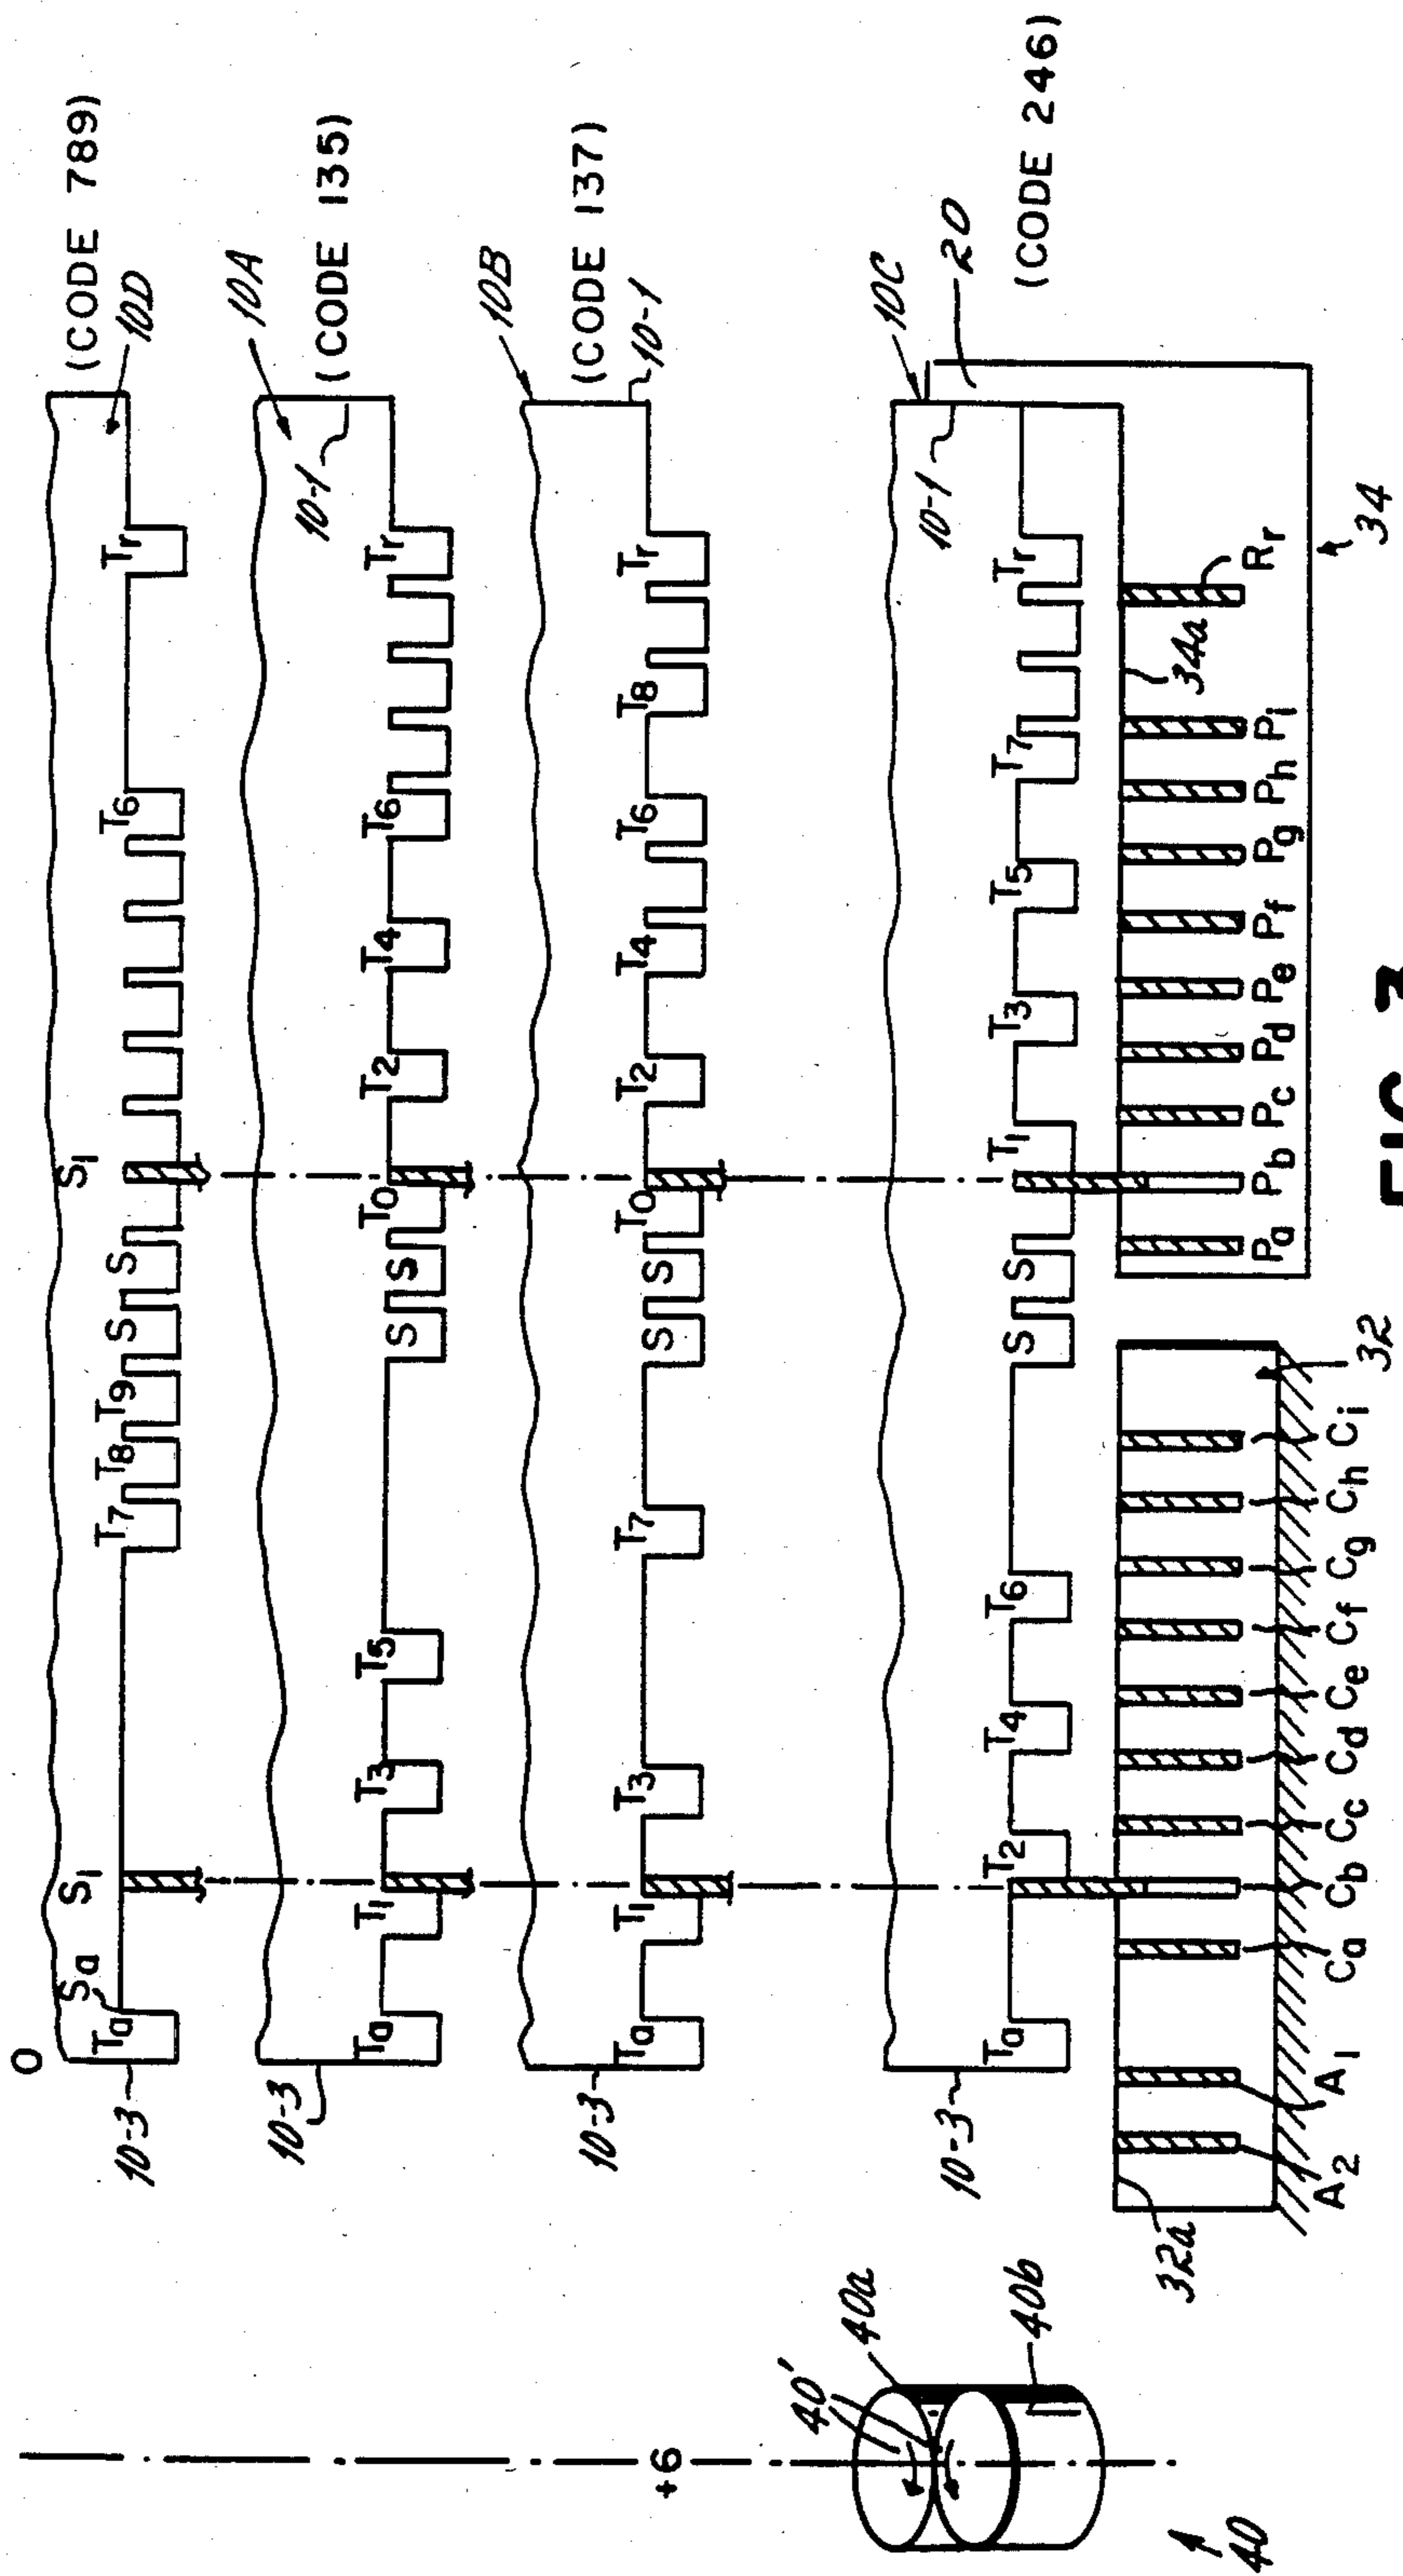 (CODE 789)
10D
O
Ta
Sa
S1
T7
T8
T9
S
S
S1
T6
Tr
10-3
10A
(CODE 135)
10-1
Ta
T1
T3
T5
S
S
T0
T2
T4
T6
Tr
10-3
10B
(CODE 137)
10-1
Ta
T1
T3
T7
S
S
T0
T2
T4
T6
T8
Tr
10-3
+6
10C
20
(CODE 246)
10-1
Ta
T2
T4
T6
S
S
T1
T3
T5
T7
Tr
10-3
40'
40a
40b
40
32a
A2
A1
Ca
Cb
Cc
Cd
Ce
Cf
Cg
Ch
Ci
32
Pa
Pb
Pc
Pd
Pe
Pf
Pg
Ph
Pi
34a
Rr
34
FIG. 3